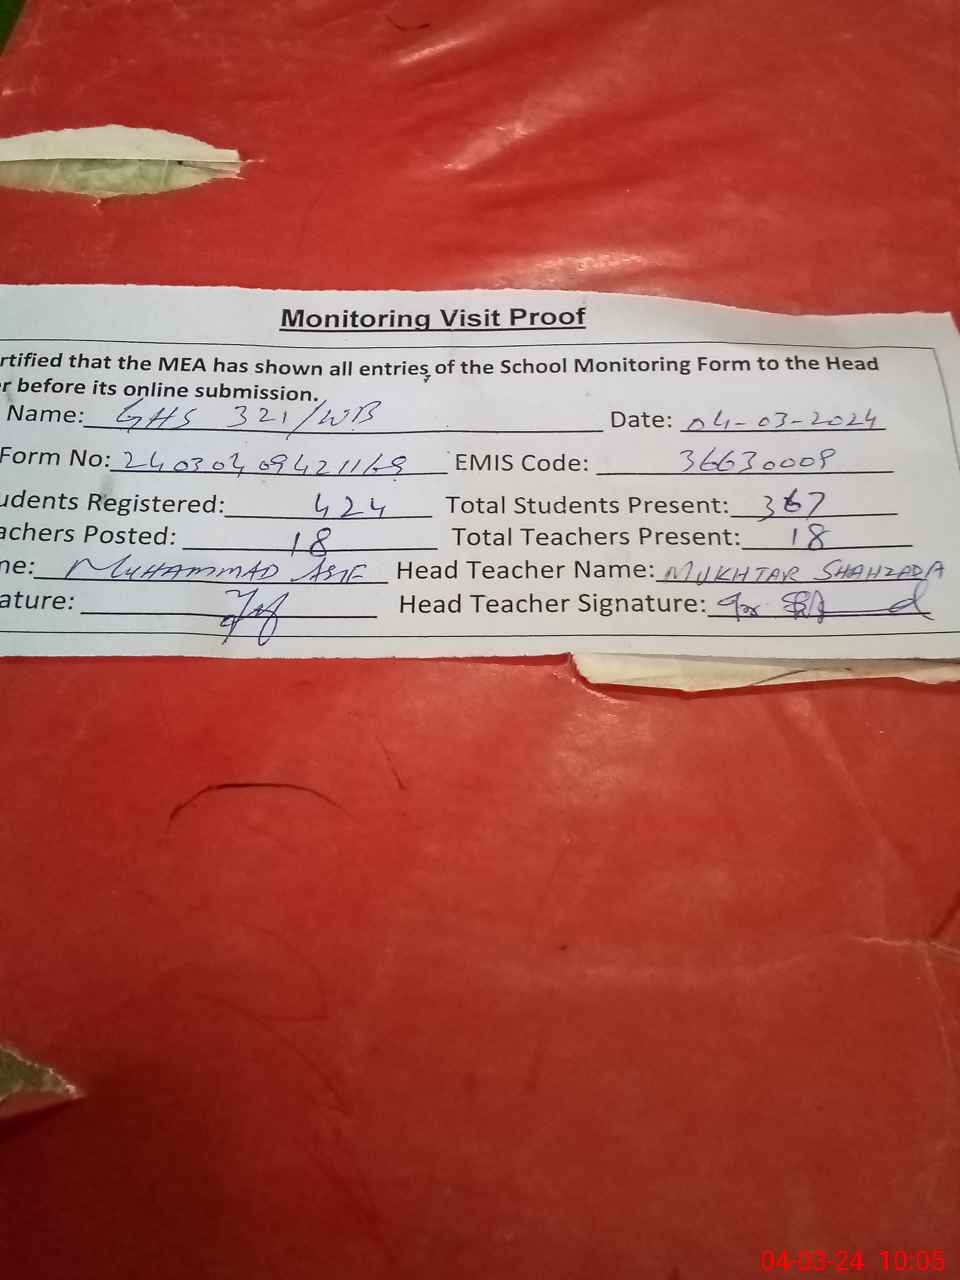 Monitoring Visit Proof
rtified that the MEA has shown all entries of the School Monitoring Form to the Head
r before its online submission.
Name: GHS 321/WB Date: 04-03-2024
Form No: EMIS Code: 36630009
udents Registered: 424 Total Students Present: 367
achers Posted: 18 Total Teachers Present: 18
ne: MUHAMMAD ASIF Head Teacher Name: MUKHTAR SHAHZADA
ature: Head Teacher Signature:
04-03-24 10:05